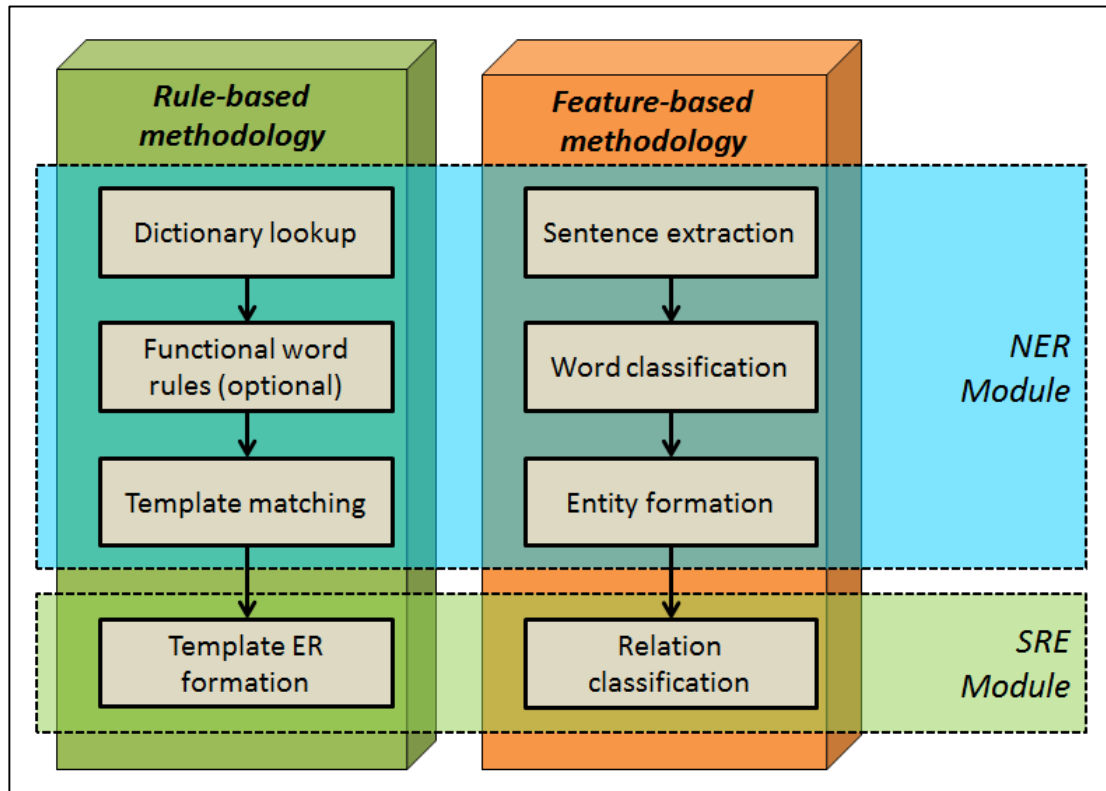 Rule-based
methodology
Dictionary lookup
Functional word
rules (optional)
Template matching
Template ER
formation
Feature-based
methodology
Sentence extraction
Word classification
Entity formation
Relation
classification
NER
Module
SRE
Module